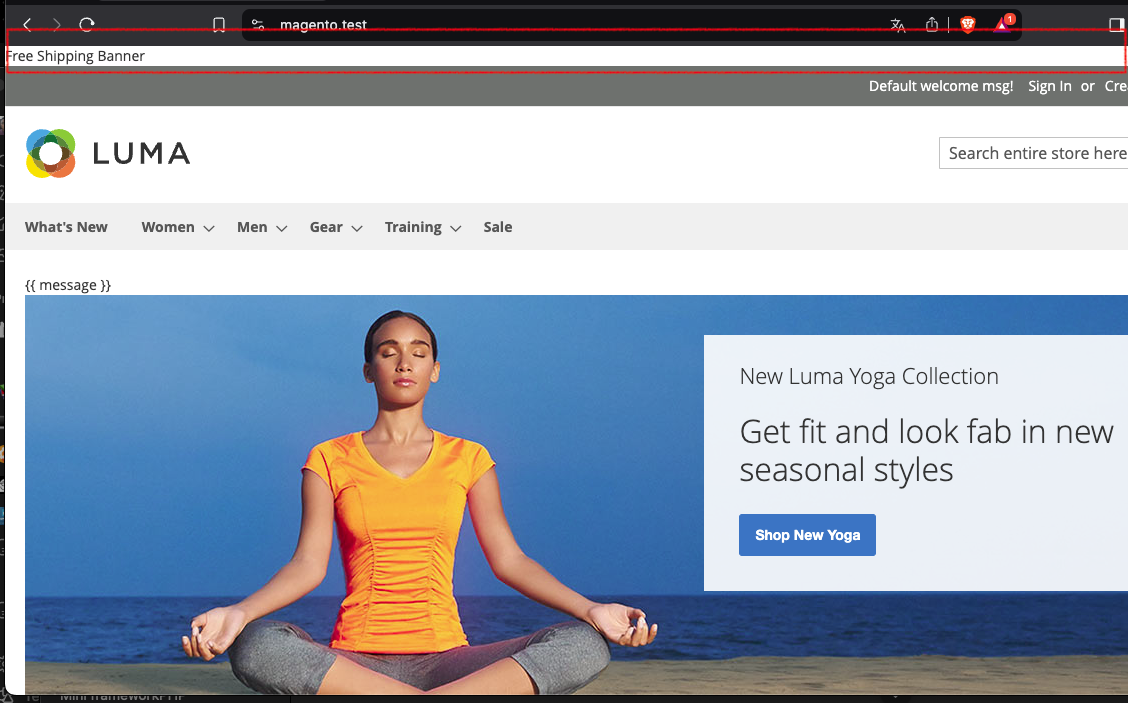 magento.test
1
Free Shipping Banner
Default welcome msg! Sign In or Cre
LUMA
Search entire store here
What's New Women Men Gear Training Sale
{{ message }}
New Luma Yoga Collection
Get fit and look fab in new
seasonal styles
Shop New Yoga